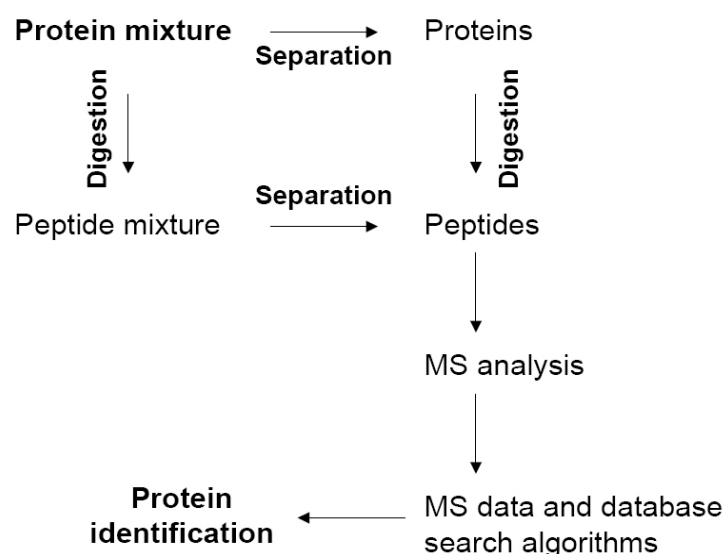 Protein mixture
Separation
Proteins
Digestion
Digestion
Peptide mixture
Separation
Peptides
MS analysis
MS data and database
search algorithms
Protein
identification